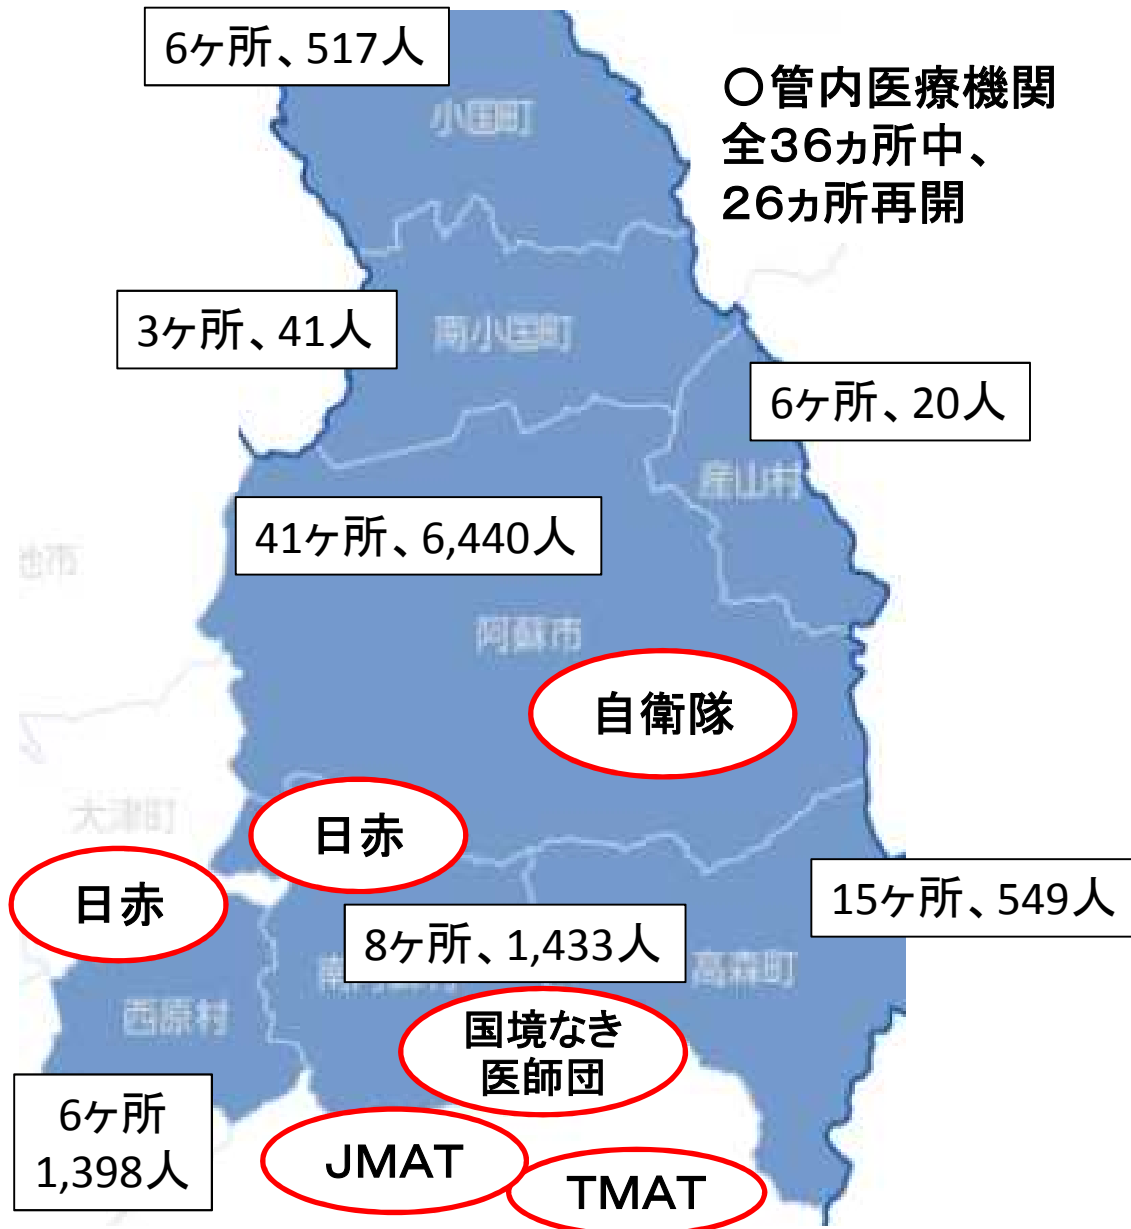 6ヶ所、517人
○管内医療機関
全36ヵ所中、
26ヵ所再開
小国町
3ヶ所、41人
南小国町
6ヶ所、20人
産山村
41ヶ所、6,440人
阿蘇市
自衛隊
大津町
日赤
日赤
15ヶ所、549人
8ヶ所、1,433人
高森町
西原村
国境なき
医師団
6ヶ所
1,398人
JMAT
TMAT